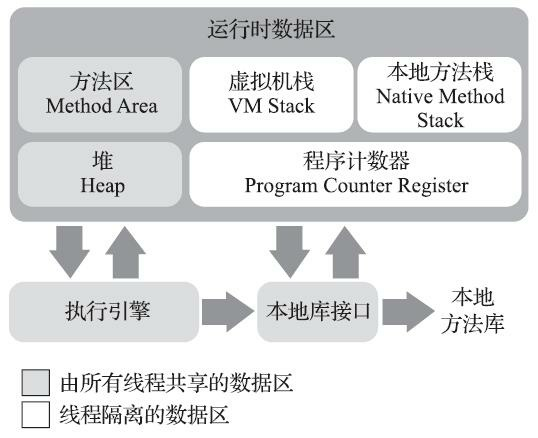 运行时数据区
方法区
Method Area
虚拟机栈
VM Stack
本地方法栈
Native Method
Stack
堆
Heap
程序计数器
Program Counter Register
执行引擎
本地库接口
本地
方法库
由所有线程共享的数据区
线程隔离的数据区